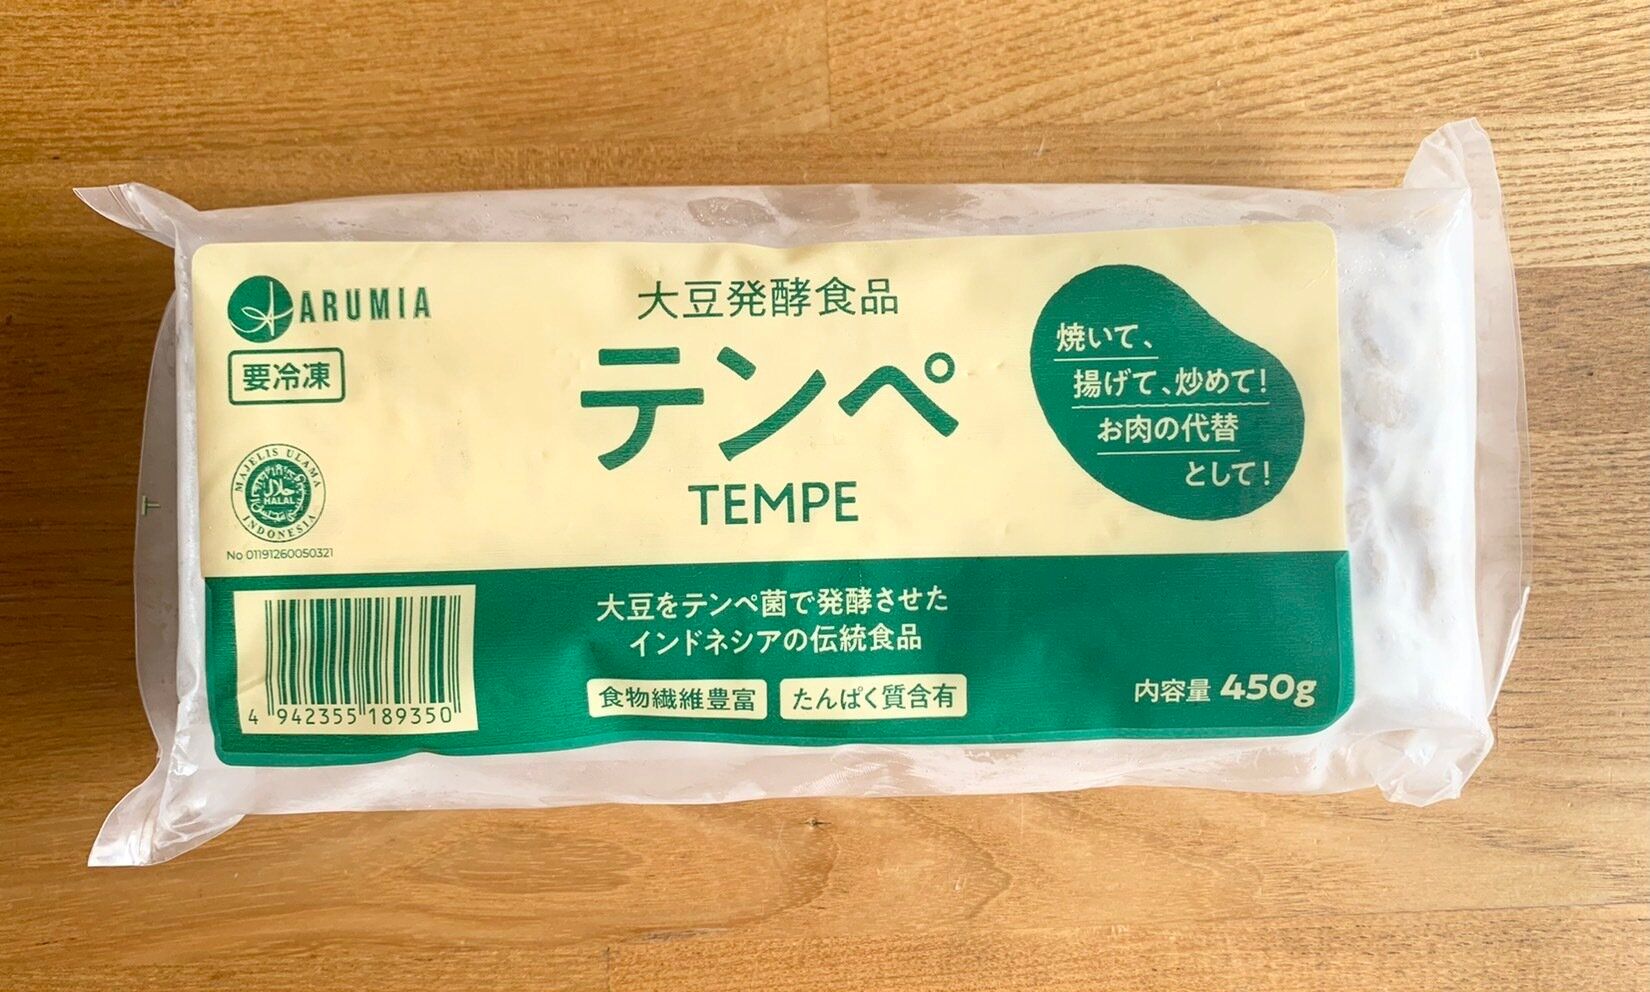 ARUMIA
要冷凍
MAJELIS ULAMA
حلال
HALAL
INDONESIA
No 01191260050321
大豆発酵食品
テンペ
TEMPE
焼いて、
揚げて、炒めて!
お肉の代替
として!
大豆をテンペ菌で発酵させた
インドネシアの伝統食品
食物繊維豊富
たんぱく質含有
内容量 450g
4 942355 189350